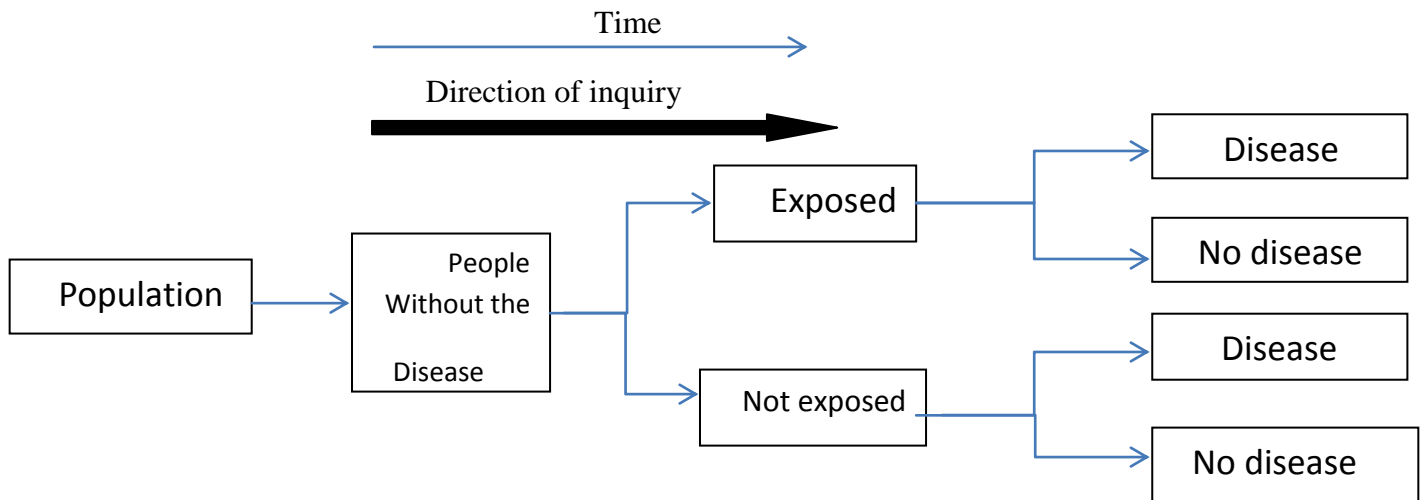 Time
Direction of inquiry
Population
People
Without the
Disease
Exposed
Not exposed
Disease
No disease
Disease
No disease